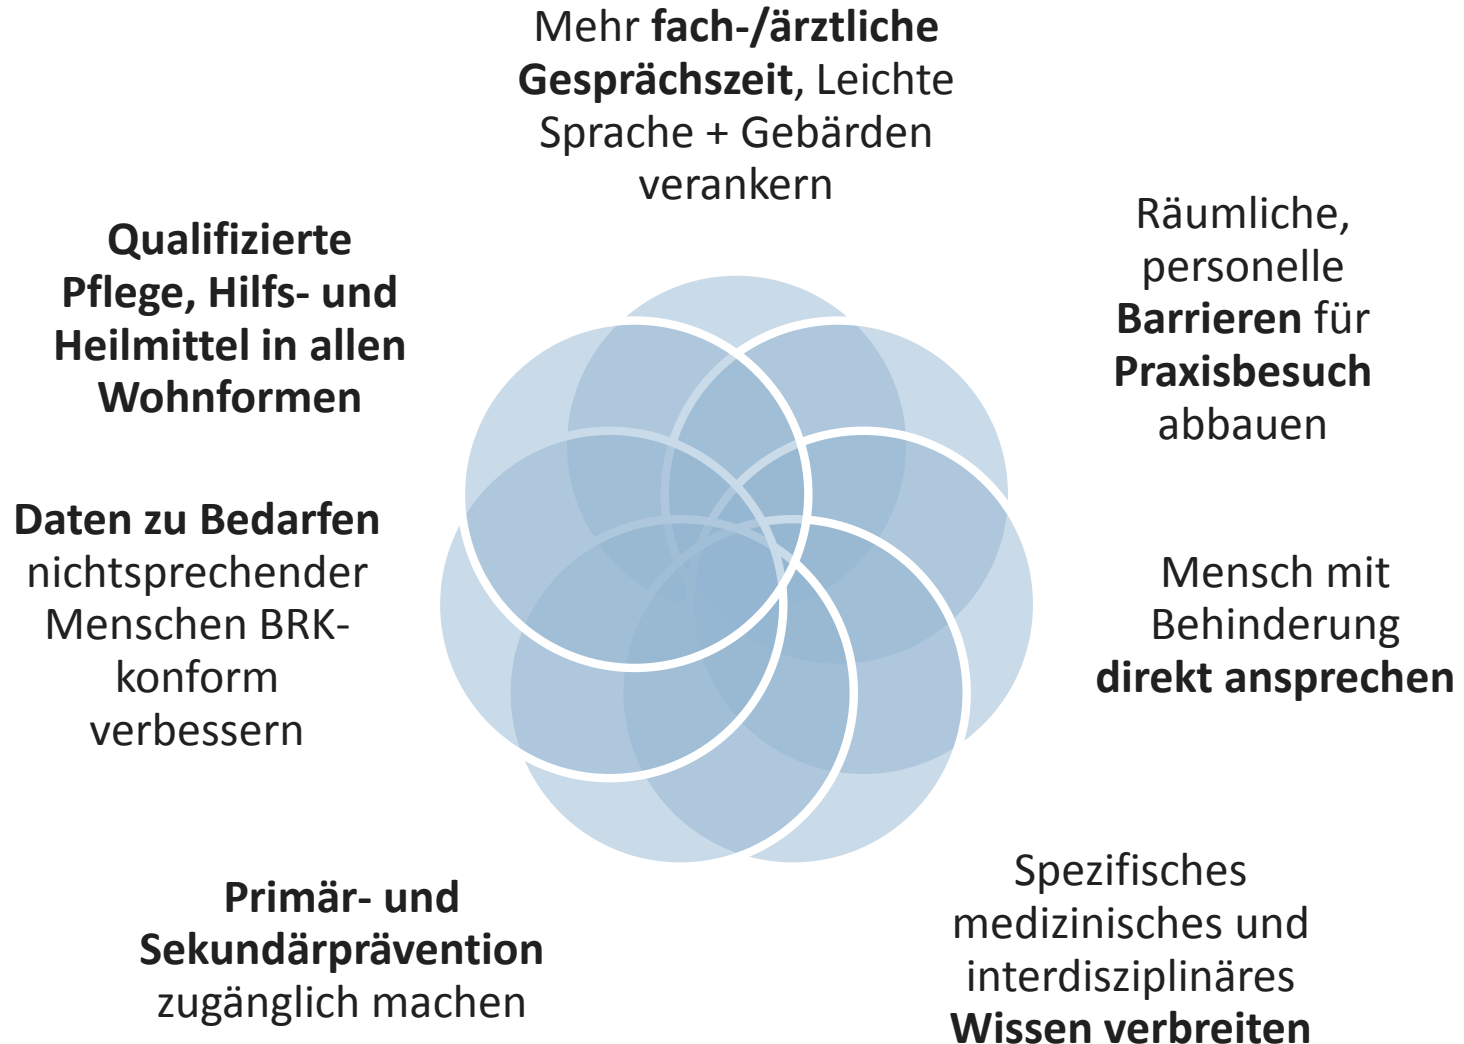 Mehr fach-/ärztliche
Gesprächszeit, Leichte
Sprache + Gebärden
verankern
Räumliche,
personelle
Barrieren für
Praxisbesuch
abbauen
Mensch mit
Behinderung
direkt ansprechen
Spezifisches
medizinisches und
interdisziplinäres
Wissen verbreiten
Primär- und
Sekundärprävention
zugänglich machen
Daten zu Bedarfen
nichtsprechender
Menschen BRK-
konform
verbessern
Qualifizierte
Pflege, Hilfs- und
Heilmittel in allen
Wohnformen